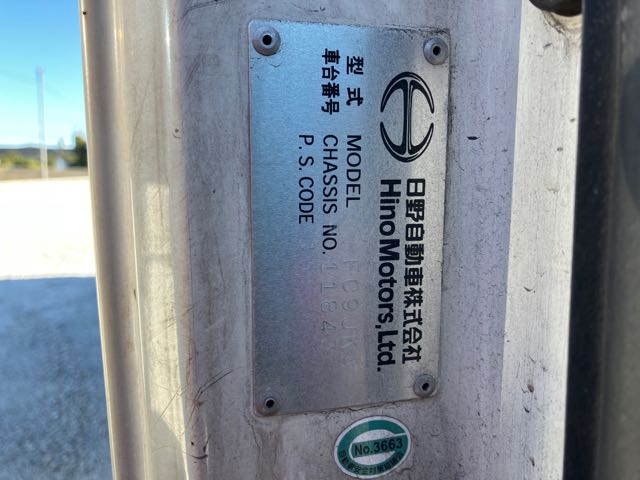 日野自動車株式会社
Hino Motors,Ltd.
型式 MODEL
車台番号 CHASSIS NO.
P.S.CODE
No.3663